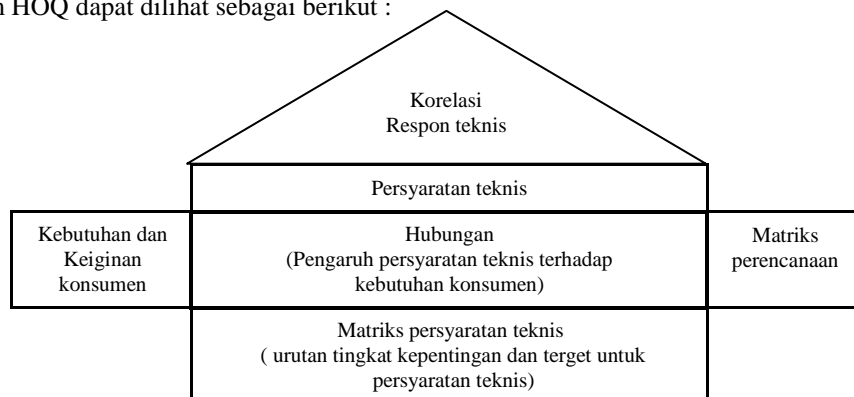 HOQ dapat dilihat sebagai berikut :
Korelasi
Respon teknis
Persyaratan teknis
Kebutuhan dan
Keiginan
konsumen
Hubungan
(Pengaruh persyaratan teknis terhadap
kebutuhan konsumen)
Matriks
perencanaan
Matriks persyaratan teknis
( urutan tingkat kepentingan dan terget untuk
persyaratan teknis)